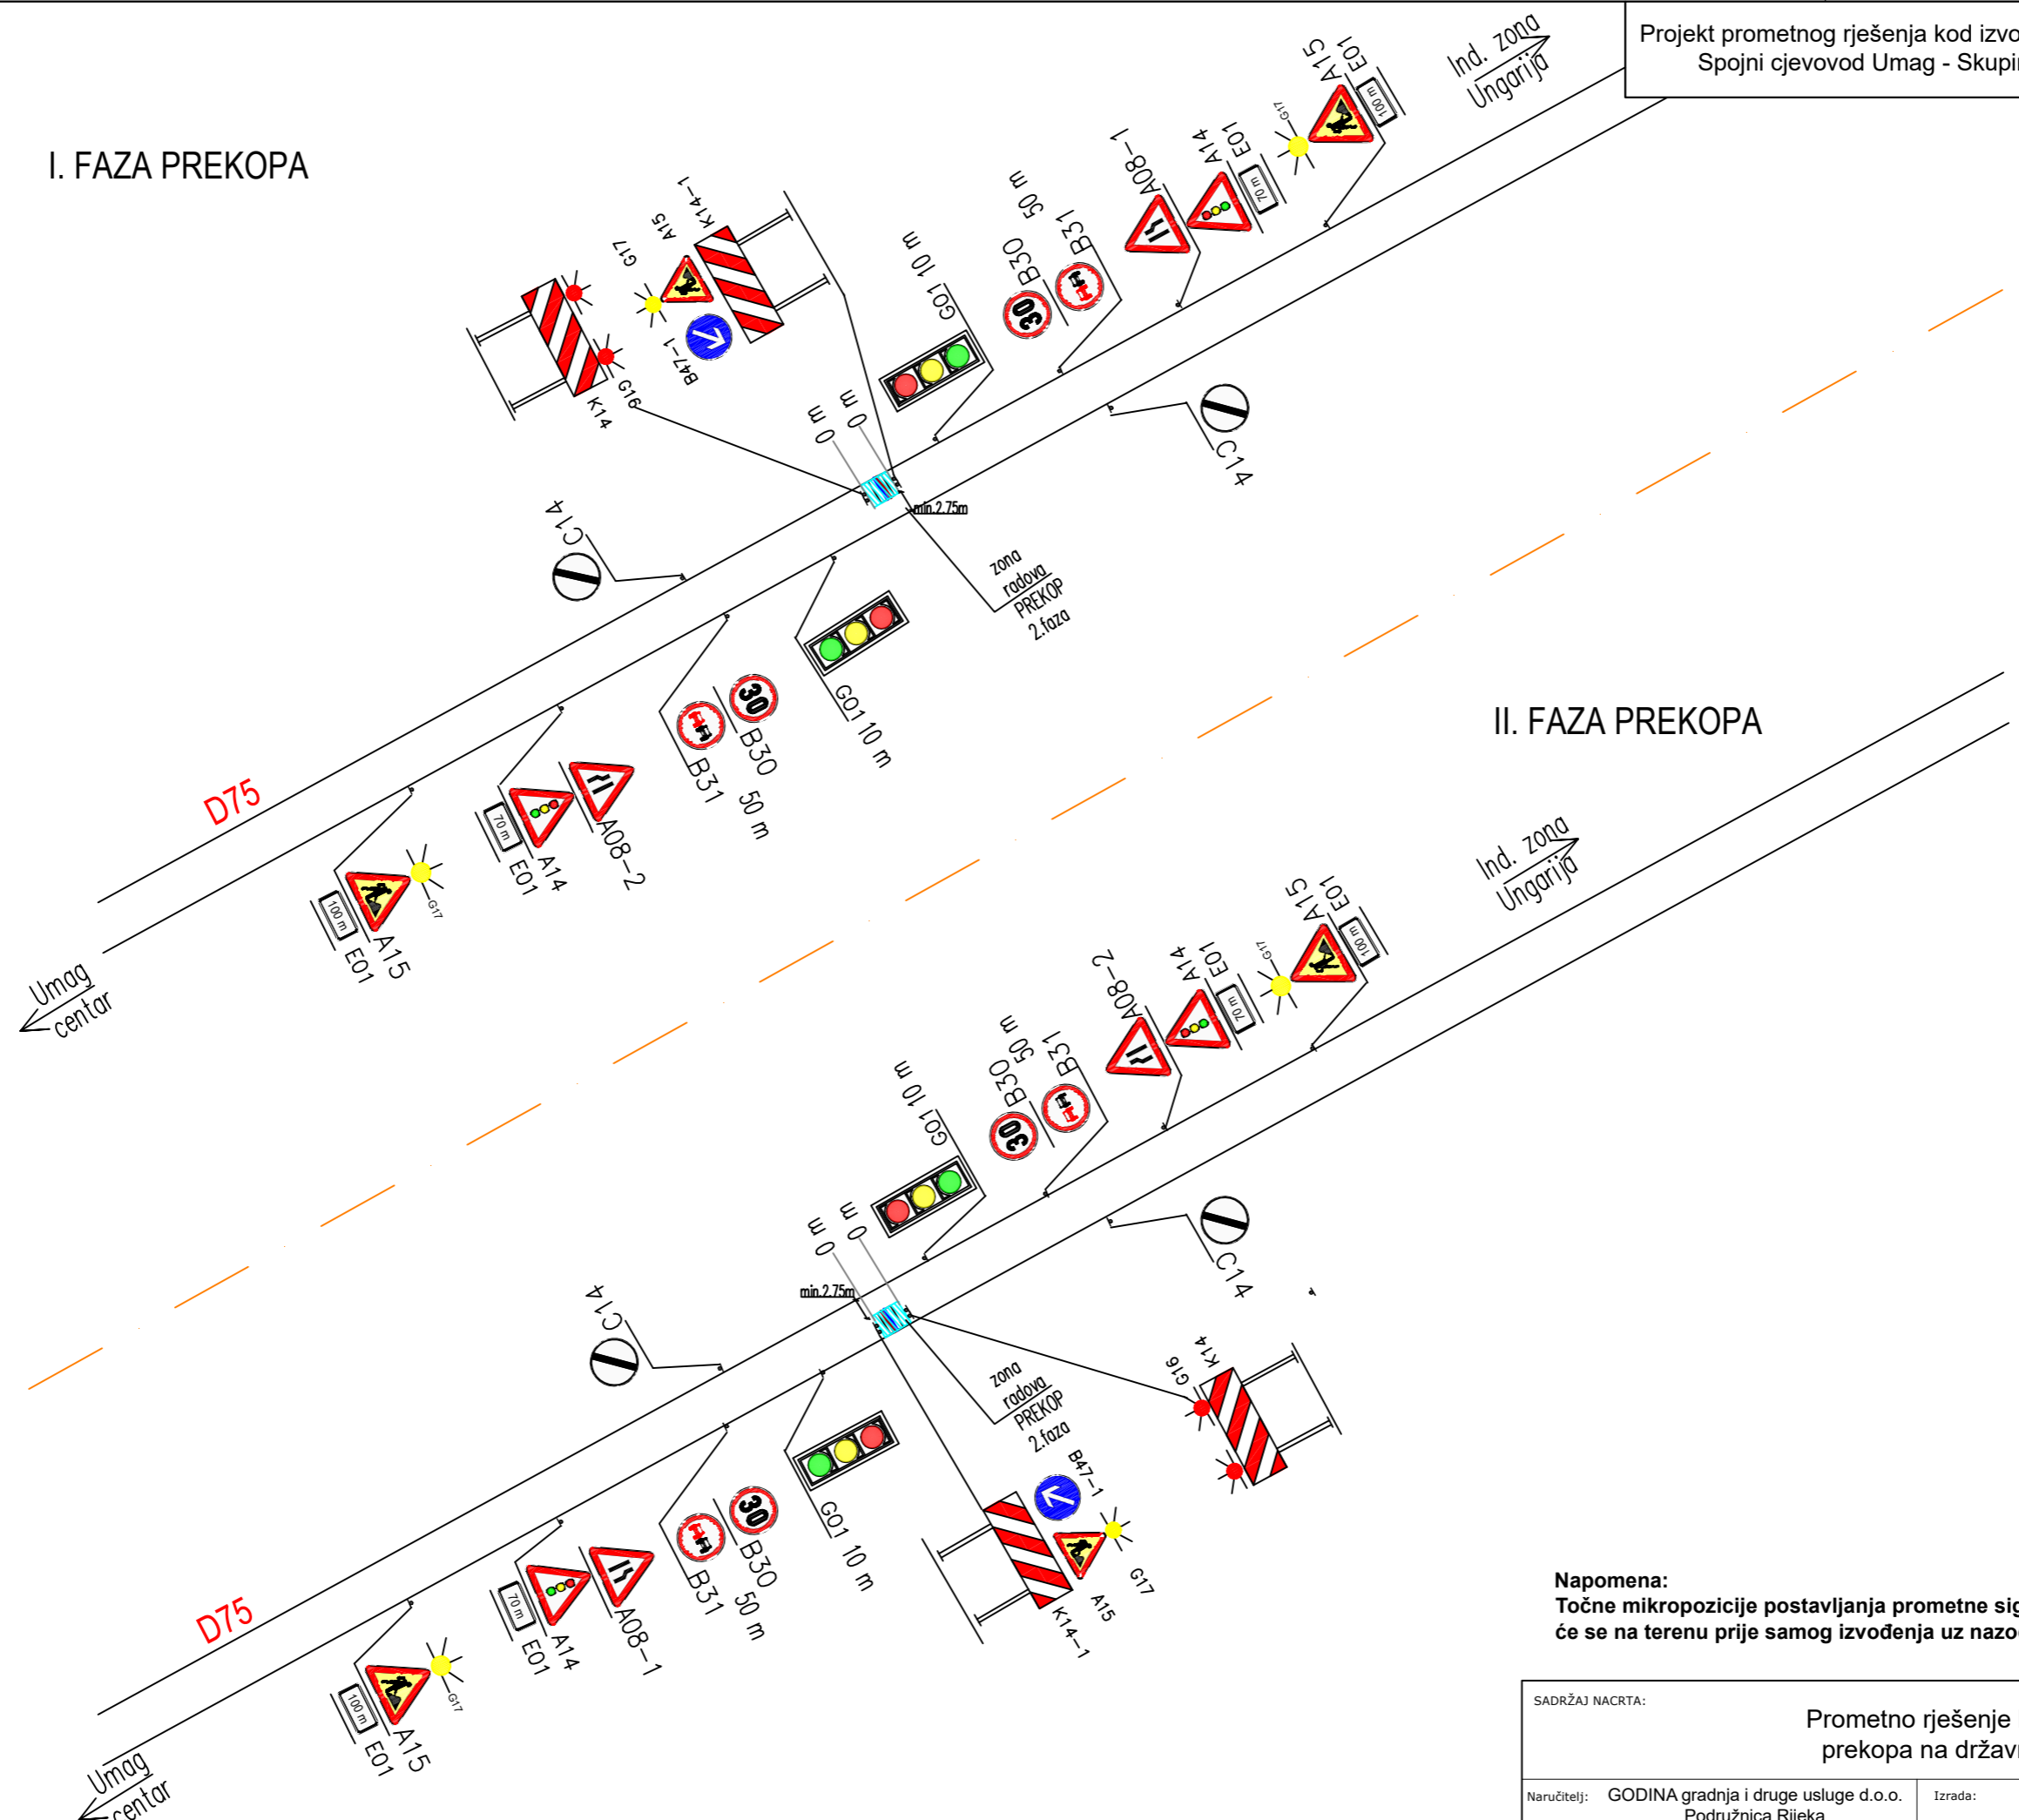 Projekt prometnog rješenja kod izvo
Spojni cjevovod Umag - Skupi
I. FAZA PREKOPA
Ind. zona
Ungarija
A15
E01
100 m
G17
A14
E01
70 m
A08-1
50 m
B31
B30
30
G01 10 m
K14-1
A15
G17
B47-1
G16
K14
0 m
0 m
C14
C14
min.2.75m
zona
radova
PREKOP
2.faza
G01 10 m
30
B30
B31
50 m
A08-2
A14
E01
70 m
G17
A15
E01
100 m
D75
Umag
centar
II. FAZA PREKOPA
Ind. zona
Ungarija
A15
E01
100 m
G17
A14
E01
70 m
A08-2
50 m
B31
B30
30
G01 10 m
0 m
0 m
min.2.75m
C14
C14
zona
radova
PREKOP
2.faza
G16
K14
B47-1
G17
A15
K14-1
G01 10 m
30
B30
B31
50 m
A08-1
A14
E01
70 m
G17
A15
E01
100 m
D75
Umag
centar
Napomena:
Točne mikropozicije postavljanja prometne sig
će se na terenu prije samog izvođenja uz nazo
SADRŽAJ NACRTA:
Prometno rješenje
prekopa na držav
Naručitelj: GODINA gradnja i druge usluge d.o.o.
Podružnica Rijeka
Izrada: